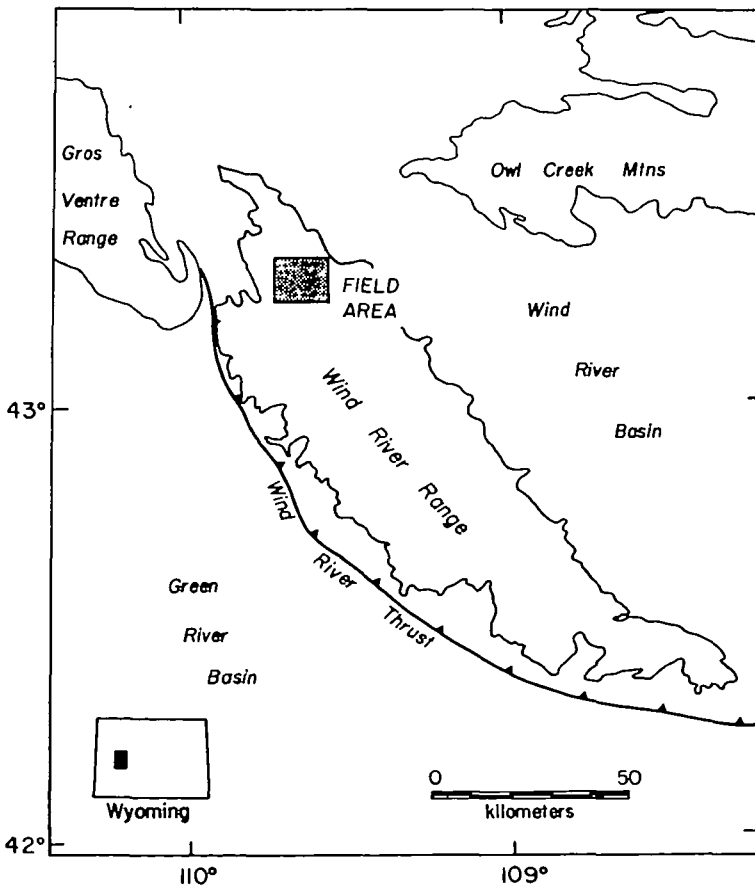 Gros
Ventre
Range
Owl Creek Mtns
FIELD
AREA
Wind
River
Basin
Wind River Range
43°
Wind River Thrust
Green
River
Basin
Wyoming
0 50
kilometers
42°
110° 109°